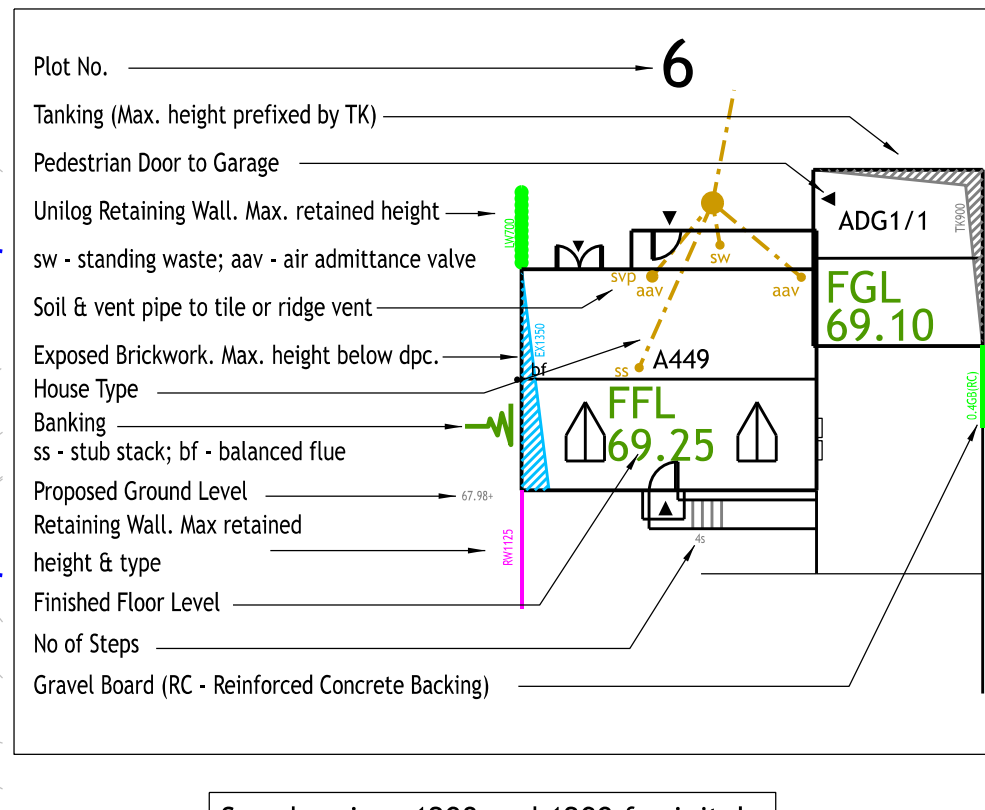 Plot No.
6
Tanking (Max. height prefixed by TK)
Pedestrian Door to Garage
Unilog Retaining Wall. Max. retained height
sw - standing waste; aav - air admittance valve
Soil & vent pipe to tile or ridge vent
Exposed Brickwork. Max. height below dpc.
House Type
Banking
ss - stub stack; bf - balanced flue
Proposed Ground Level
Retaining Wall. Max retained
height & type
Finished Floor Level
No of Steps
Gravel Board (RC - Reinforced Concrete Backing)
LW700
ADG1/1
TK900
sw
svp
aav
aav
FGL
69.10
EX1350
bf
ss
A449
FFL
69.25
0.4GB(RC)
67.98+
RW1125
4s